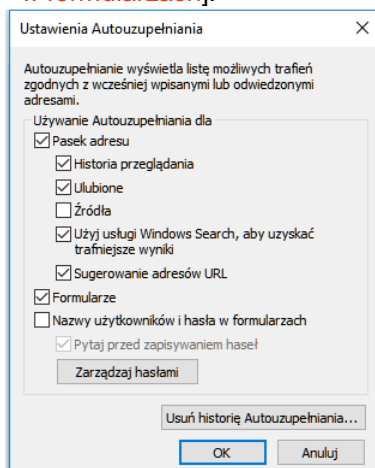 w formularzach].
Ustawienia Autouzupełniania
Autouzupełnianie wyświetla listę możliwych trafień
zgodnych z wcześniej wpisanymi lub odwiedzonymi
adresami.
Używanie Autouzupełniania dla
Pasek adresu
Historia przeglądania
Ulubione
Źródła
Użyj usługi Windows Search, aby uzyskać
trafniejsze wyniki
Sugerowanie adresów URL
Formularze
Nazwy użytkowników i hasła w formularzach
Pytaj przed zapisywaniem haseł
Zarządzaj hasłami
Usuń historię Autouzupełniania...
OK Anuluj